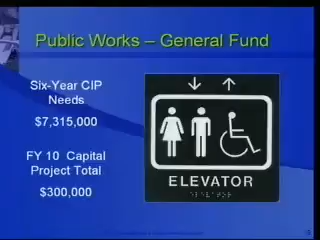 Public Works – General Fund
Six-Year CIP
Needs
$7,315,000
FY 10 Capital
Project Total
$300,000
ELEVATOR